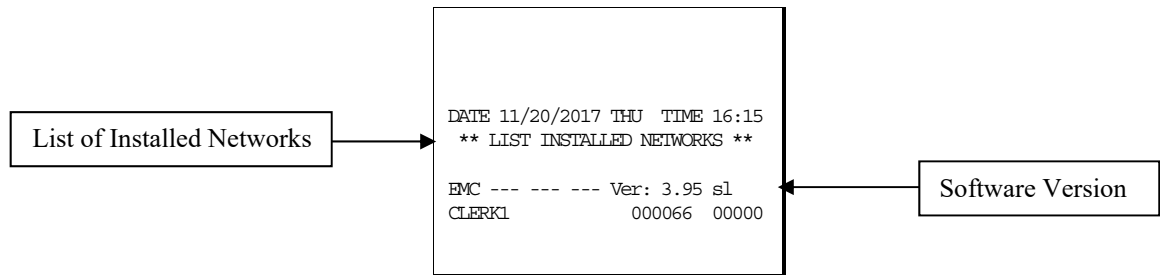 List of Installed Networks
DATE 11/20/2017 THU TIME 16:15
** LIST INSTALLED NETWORKS **
EMC --- --- --- Ver: 3.95 sl
CLERK1 000066 00000
Software Version